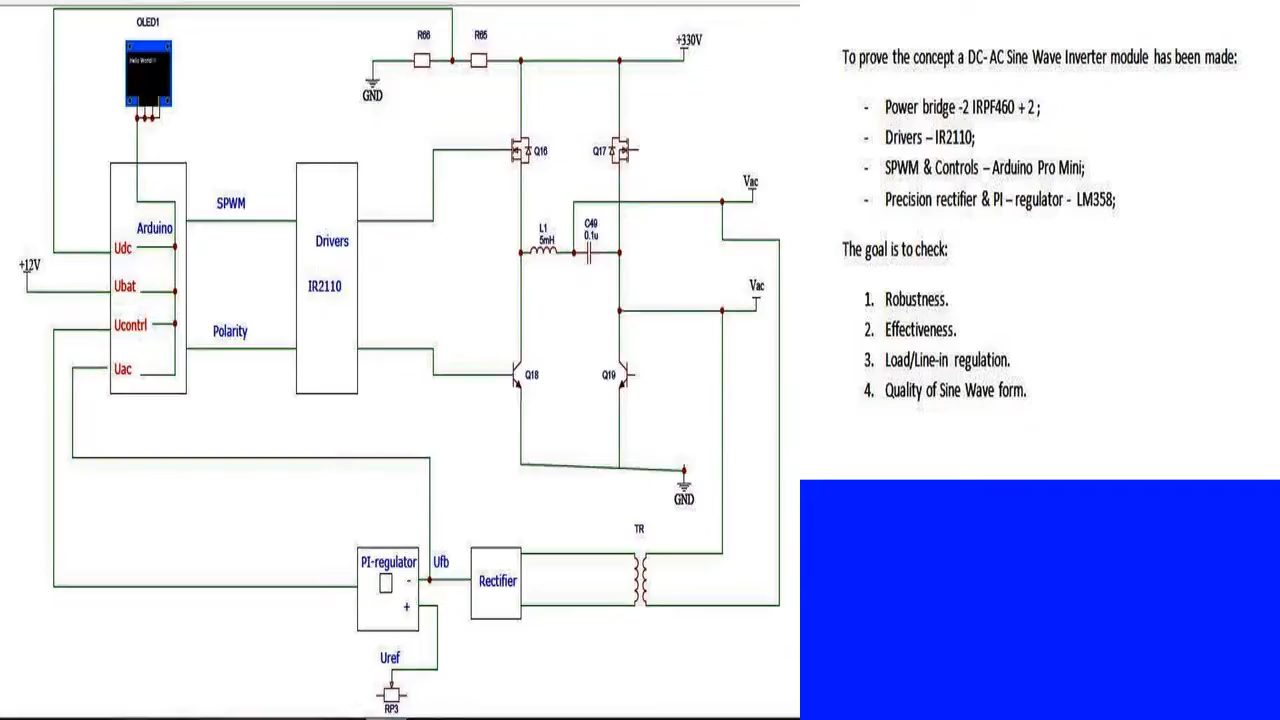 OLED1
Hello World!!!
R66
R65
+330V
GND
Q16
Q17
SPWM
Vac
Arduino
L1
5mH
C49
0.1u
Drivers
Udc
+12V
Ubat
IR2110
Vac
Ucontrl
Polarity
Uac
Q18
Q19
GND
TR
PI-regulator
Ufb
-
Rectifier
+
Uref
RP3
To prove the concept a DC- AC Sine Wave Inverter module has been made:
- Power bridge -2 IRPF460 + 2 ;
- Drivers – IR2110;
- SPWM & Controls – Arduino Pro Mini;
- Precision rectifier & PI – regulator - LM358;
The goal is to check:
1. Robustness.
2. Effectiveness.
3. Load/Line-in regulation.
4. Quality of Sine Wave form.